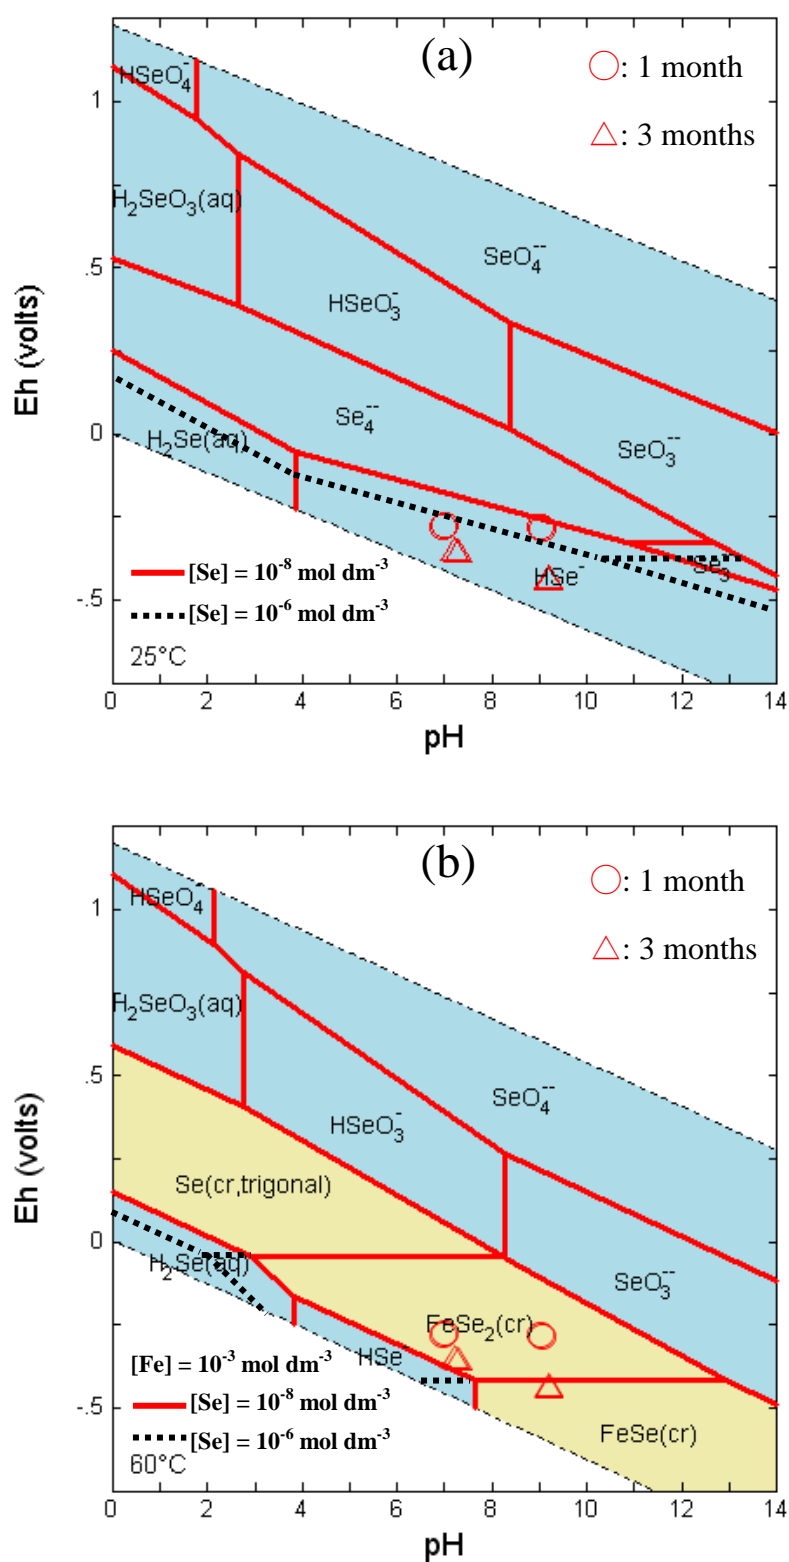 (a)
○: 1 month
△: 3 months
HSeO₄⁻
H₂SeO₃(aq)
SeO₄⁻⁻
HSeO₃⁻
Se₄⁻⁻
H₂Se(aq)
SeO₃⁻⁻
Se₃⁻⁻
HSe⁻
[Se] = 10⁻⁸ mol dm⁻³
[Se] = 10⁻⁶ mol dm⁻³
25°C
Eh (volts)
1
.5
0
-.5
0 2 4 6 8 10 12 14
pH
(b)
○: 1 month
△: 3 months
HSeO₄⁻
H₂SeO₃(aq)
SeO₄⁻⁻
HSeO₃⁻
Se(cr,trigonal)
H₂Se(aq)
SeO₃⁻⁻
FeSe₂(cr)
HSe⁻
[Fe] = 10⁻³ mol dm⁻³
[Se] = 10⁻⁸ mol dm⁻³
[Se] = 10⁻⁶ mol dm⁻³
FeSe(cr)
60°C
Eh (volts)
1
.5
0
-.5
0 2 4 6 8 10 12 14
pH